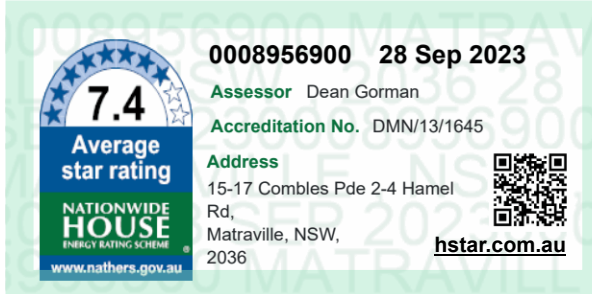 0008956900 28 Sep 2023
7.4
Average
star rating
NATIONWIDE
HOUSE
ENERGY RATING SCHEME ®
www.nathers.gov.au
Assessor Dean Gorman
Accreditation No. DMN/13/1645
Address
15-17 Combles Pde 2-4 Hamel
Rd,
Matraville, NSW,
2036
hstar.com.au